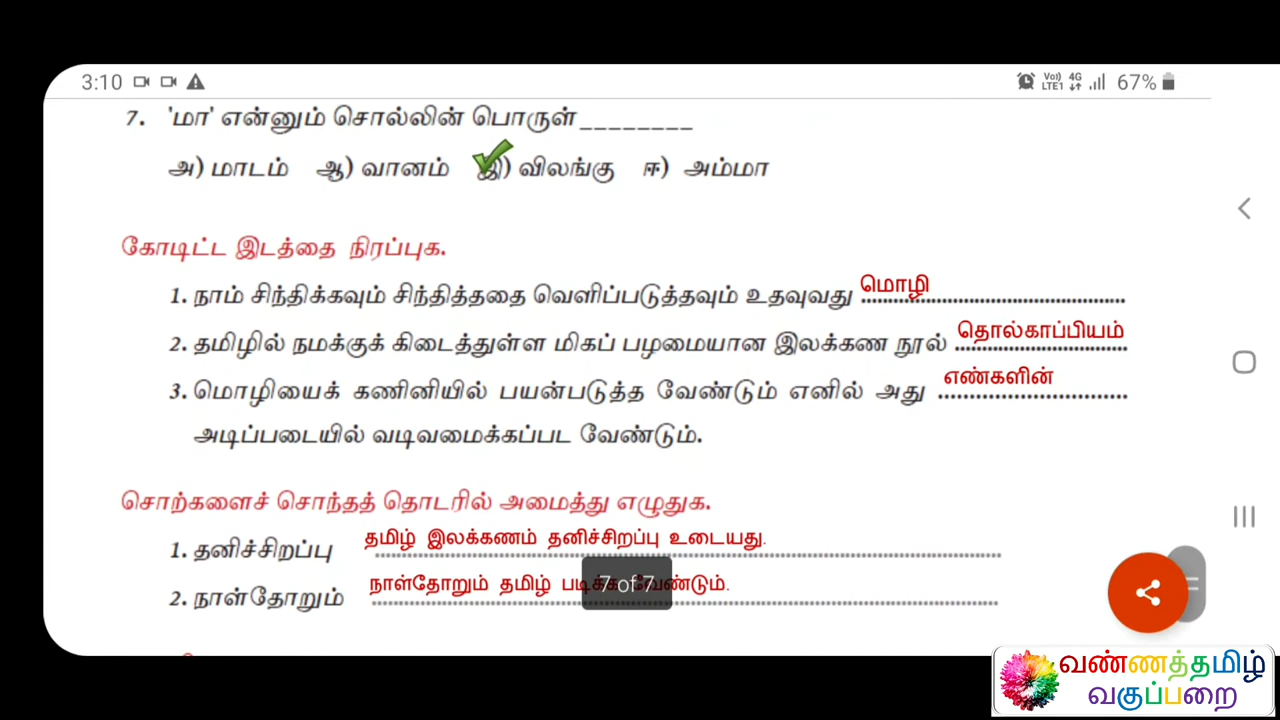 3:10 Vo) LTE1 4G 67%
7. 'மா' என்னும் சொல்லின் பொருள் ________
அ) மாடம் ஆ) வானம் இ) விலங்கு ஈ) அம்மா
கோடிட்ட இடத்தை நிரப்புக.
1. நாம் சிந்திக்கவும் சிந்தித்ததை வெளிப்படுத்தவும் உதவுவது மொழி
2. தமிழில் நமக்குக் கிடைத்துள்ள மிகப் பழமையான இலக்கண நூல் தொல்காப்பியம்
3. மொழியைக் கணினியில் பயன்படுத்த வேண்டும் எனில் அது எண்களின்
அடிப்படையில் வடிவமைக்கப்பட வேண்டும்.
சொற்களைச் சொந்தத் தொடரில் அமைத்து எழுதுக.
1. தனிச்சிறப்பு தமிழ் இலக்கணம் தனிச்சிறப்பு உடையது.
2. நாள்தோறும் நாள்தோறும் தமிழ் படிக்க வேண்டும்.
7 of 7
வண்ணத்தமிழ்
வகுப்பறை